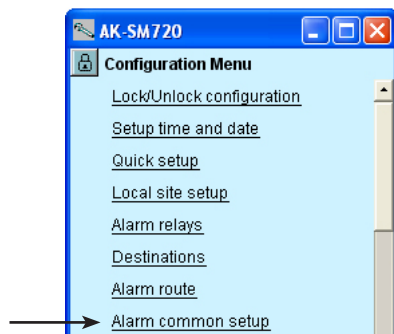 AK-SM720
Configuration Menu
Lock/Unlock configuration
Setup time and date
Quick setup
Local site setup
Alarm relays
Destinations
Alarm route
Alarm common setup